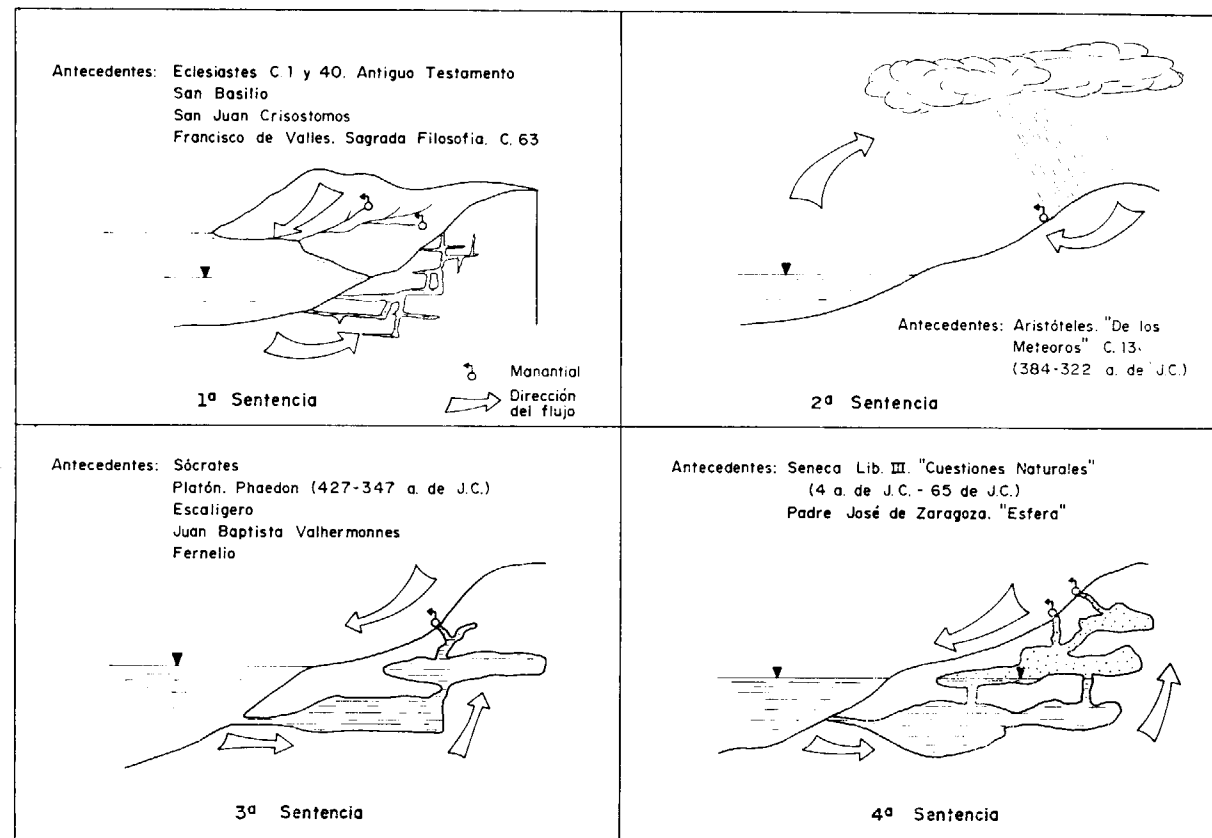 Antecedentes: Eclesiastes C. 1 y 40. Antiguo Testamento
San Basilio
San Juan Crisostomos
Francisco de Valles. Sagrada Filosofia. C. 63
Manantial
Dirección
del flujo
1ª Sentencia
Antecedentes: Aristóteles. "De los
Meteoros" C. 13.
(384-322 a. de J.C.)
2ª Sentencia
Antecedentes: Sócrates
Platón. Phaedon (427-347 a. de J.C.)
Escaligero
Juan Baptista Valhermonnes
Fernelio
3ª Sentencia
Antecedentes: Seneca Lib. III. "Cuestiones Naturales"
(4 a. de J.C. - 65 de J.C.)
Padre José de Zaragoza. "Esfera"
4ª Sentencia